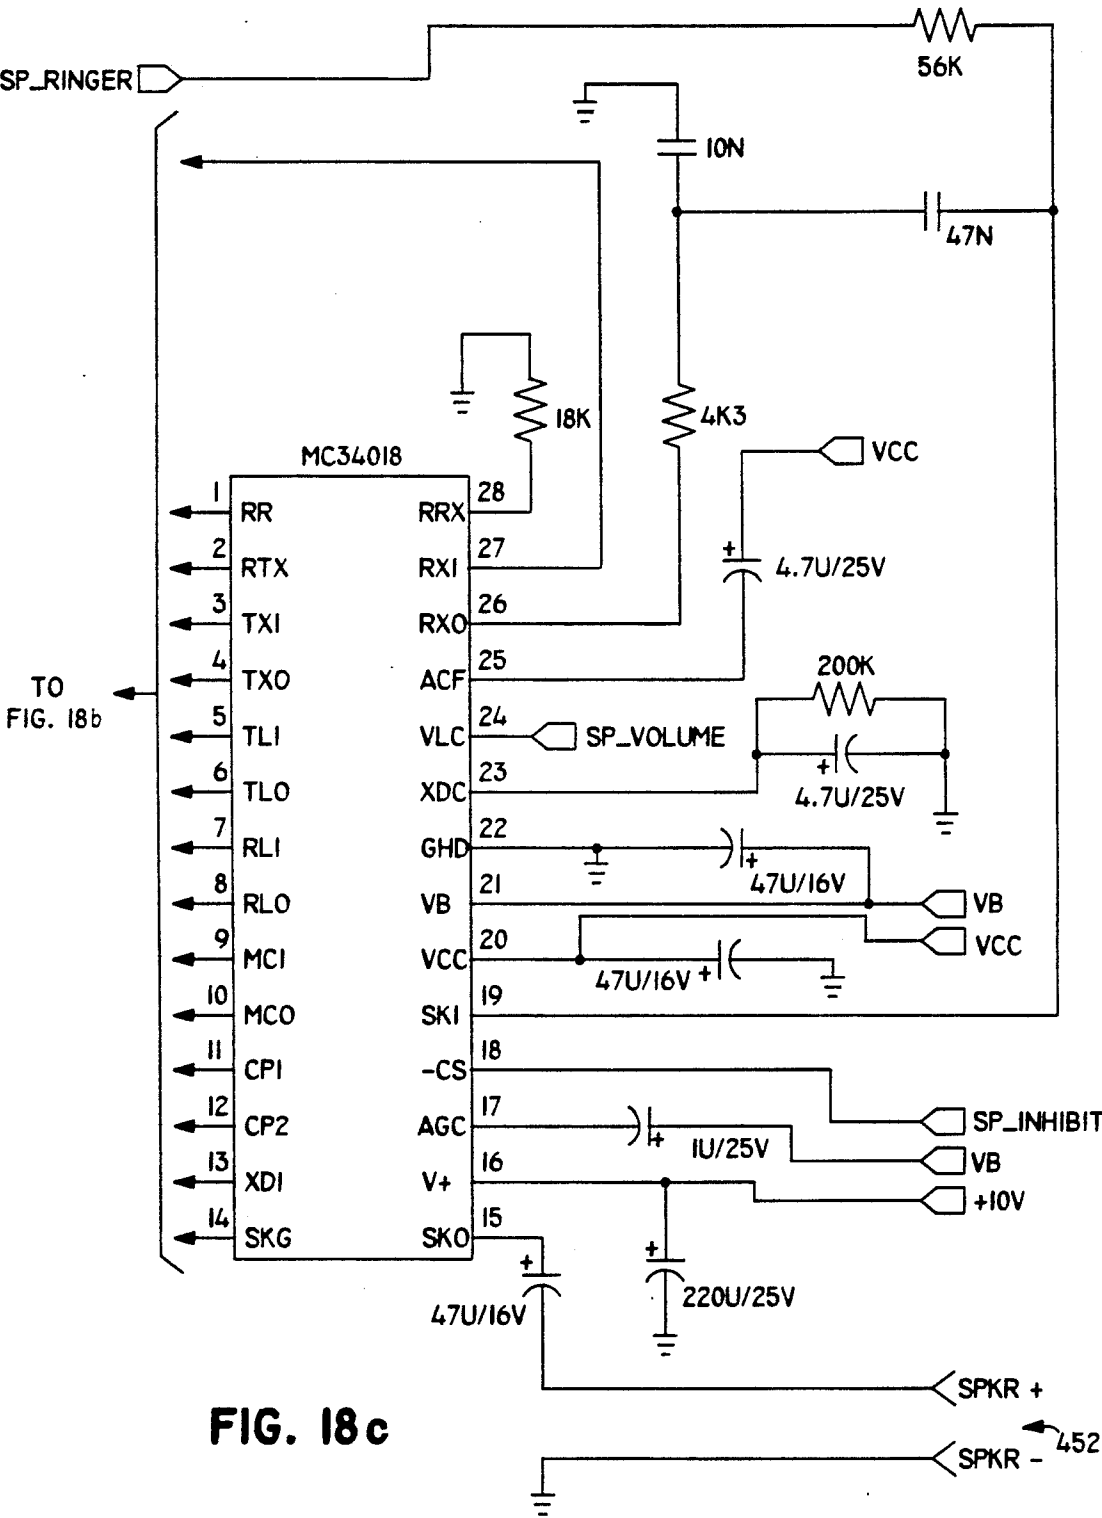 SP_RINGER
56K
10N
47N
18K
4K3
MC34018
VCC
1 RR RRX 28
2 RTX RXI 27
4.7U/25V
3 TXI RXO 26
4 TXO ACF 25
200K
TO
FIG. 18b
5 TLI VLC 24 SP_VOLUME
6 TLO XDC 23
4.7U/25V
7 RLI GHD 22
47U/16V
8 RLO VB 21 VB
VCC
9 MCI VCC 20
47U/16V
10 MCO SKI 19
11 CP1 -CS 18
SP_INHIBIT
12 CP2 AGC 17
1U/25V
VB
13 XDI V+ 16
+10V
14 SKG SKO 15
47U/16V
220U/25V
SPKR +
452
SPKR -
FIG. 18c